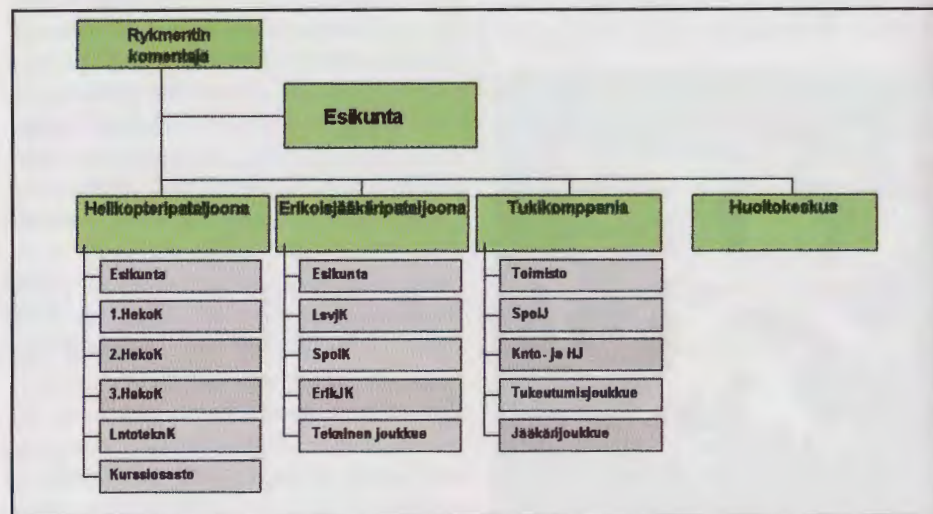 Rykmentin
komentaja
Esikunta
Helikopteripataljoona
Erikoisjääkäripataljoona
Tukikomppania
Huoltokeskus
Esikunta
1.HekoK
2.HekoK
3.HekoK
LntoteknK
Kurssiosasto
Esikunta
LsvjK
SpolK
ErikJK
Tekninen joukkue
Toimisto
SpolJ
Knto- ja HJ
Tukeutumisjoukkue
Jääkärijoukkue